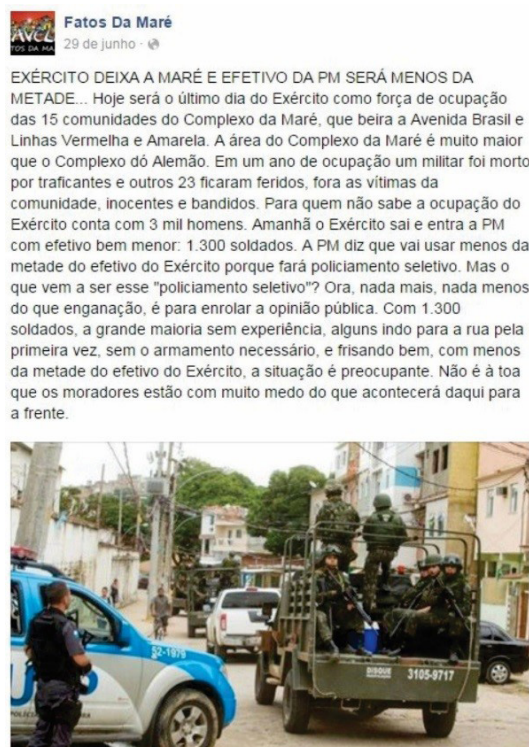 AVEL
TOS DA MA
Fatos Da Maré
29 de junho ·
EXÉRCITO DEIXA A MARÉ E EFETIVO DA PM SERÁ MENOS DA
METADE... Hoje será o último dia do Exército como força de ocupação
das 15 comunidades do Complexo da Maré, que beira a Avenida Brasil e
Linhas Vermelha e Amarela. A área do Complexo da Maré é muito maior
que o Complexo dó Alemão. Em um ano de ocupação um militar foi morto
por traficantes e outros 23 ficaram feridos, fora as vítimas da
comunidade, inocentes e bandidos. Para quem não sabe a ocupação do
Exército conta com 3 mil homens. Amanhã o Exército sai e entra a PM
com efetivo bem menor: 1.300 soldados. A PM diz que vai usar menos da
metade do efetivo do Exército porque fará policiamento seletivo. Mas o
que vem a ser esse "policiamento seletivo"? Ora, nada mais, nada menos
do que enganação, é para enrolar a opinião pública. Com 1.300
soldados, a grande maioria sem experiência, alguns indo para a rua pela
primeira vez, sem o armamento necessário, e frisando bem, com menos
da metade do efetivo do Exército, a situação é preocupante. Não é à toa
que os moradores estão com muito medo do que acontecerá daqui para
a frente.
52-1979
DISQUE 3105-9717